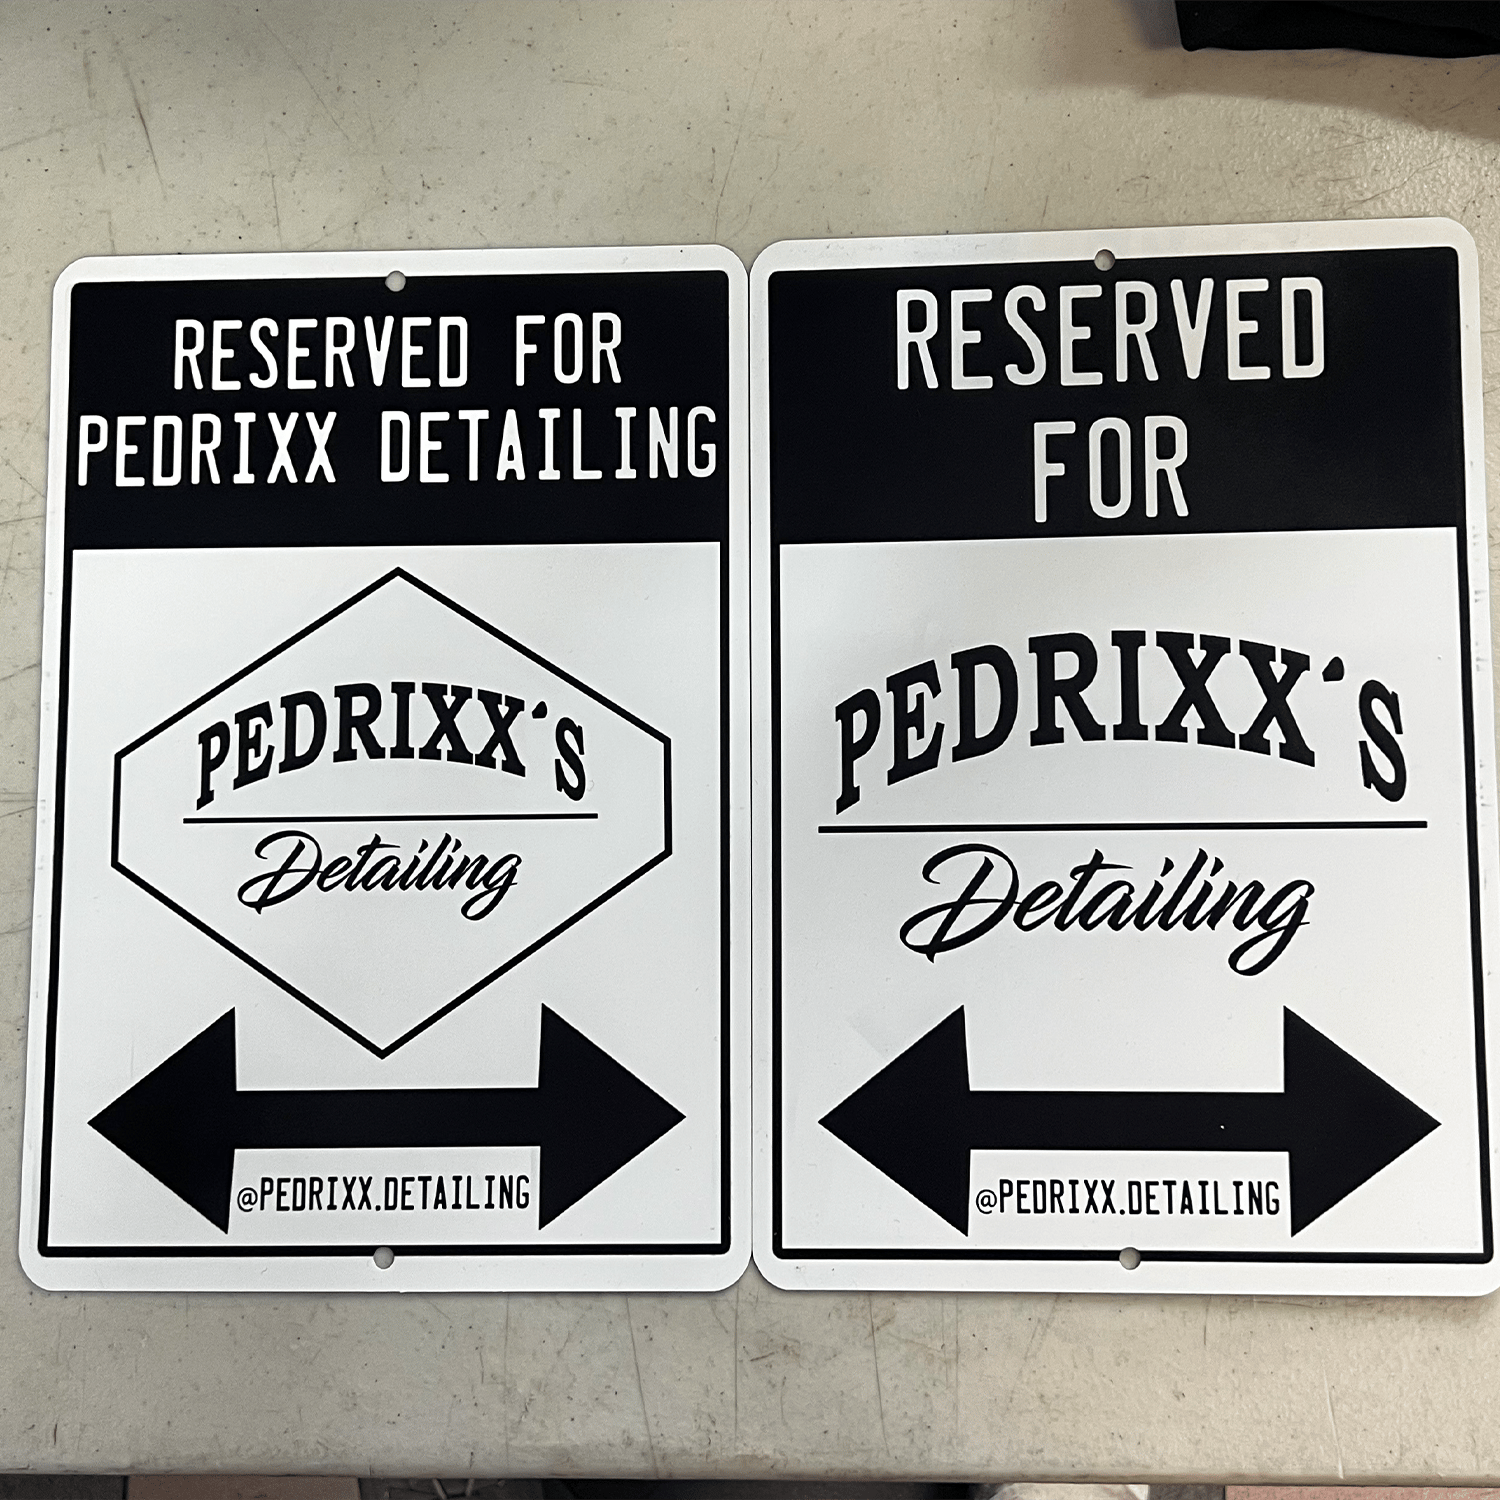 RESERVED FOR
PEDRIXX DETAILING
PEDRIXX'S
Detailing
@PEDRIXX.DETAILING
RESERVED
FOR
PEDRIXX'S
Detailing
@PEDRIXX.DETAILING